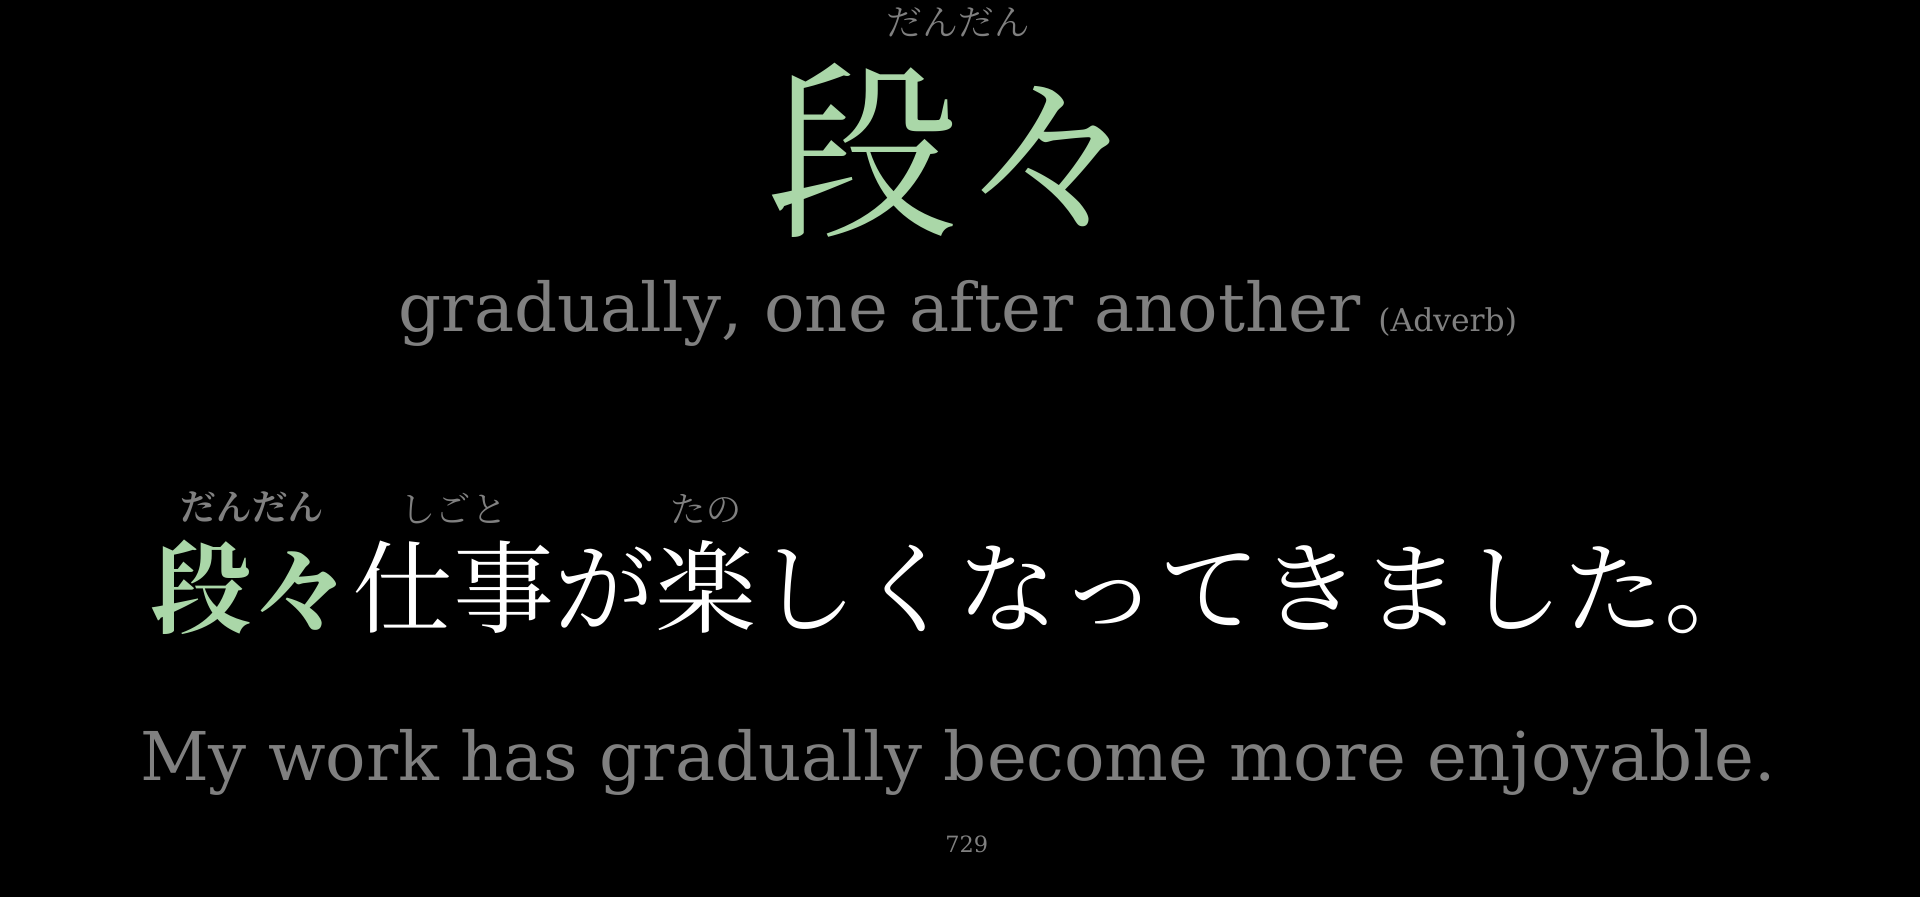 だんだん
段々
gradually, one after another (Adverb)
だんだん しごと たの
段々仕事が楽しくなってきました。
My work has gradually become more enjoyable.
729